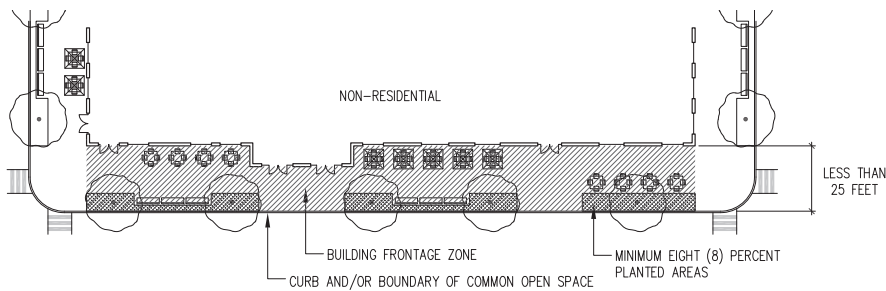 NON-RESIDENTIAL
LESS THAN
25 FEET
BUILDING FRONTAGE ZONE
MINIMUM EIGHT (8) PERCENT
PLANTED AREAS
CURB AND/OR BOUNDARY OF COMMON OPEN SPACE